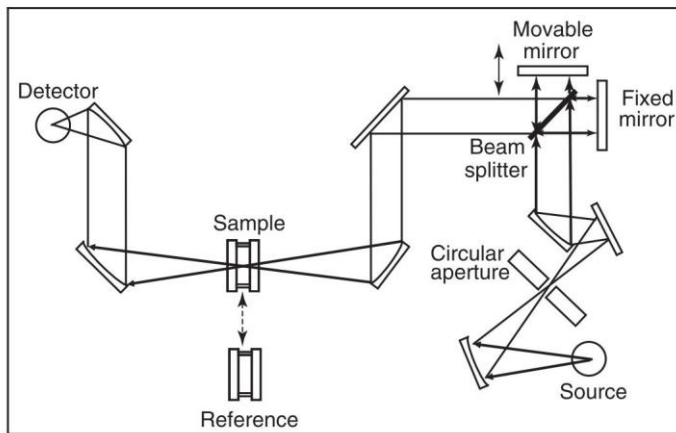 Movable
mirror
Detector
Fixed
mirror
Beam
splitter
Sample
Circular
aperture
Source
Reference